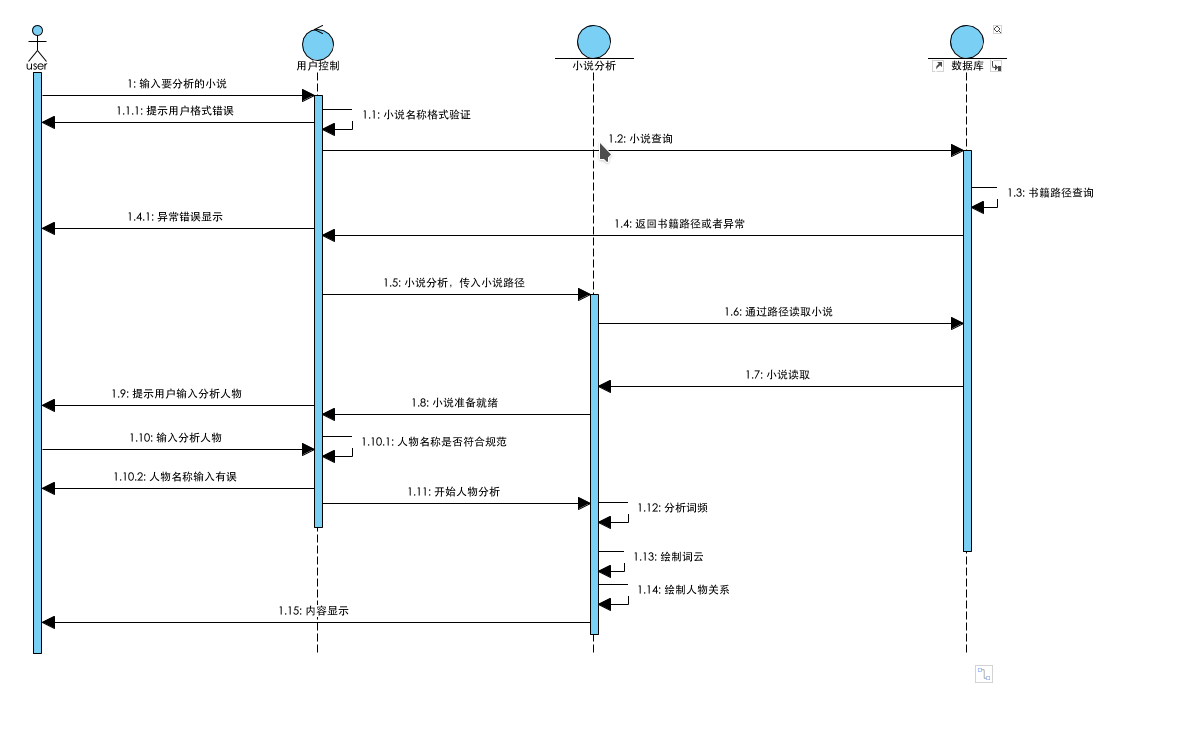 user
用户控制
小说分析
数据库
1: 输入要分析的小说
1.1.1: 提示用户格式错误
1.1: 小说名称格式验证
1.2: 小说查询
1.3: 书籍路径查询
1.4.1: 异常错误显示
1.4: 返回书籍路径或者异常
1.5: 小说分析，传入小说路径
1.6: 通过路径读取小说
1.7: 小说读取
1.9: 提示用户输入分析人物
1.8: 小说准备就绪
1.10: 输入分析人物
1.10.1: 人物名称是否符合规范
1.10.2: 人物名称输入有误
1.11: 开始人物分析
1.12: 分析词频
1.13: 绘制词云
1.14: 绘制人物关系
1.15: 内容显示